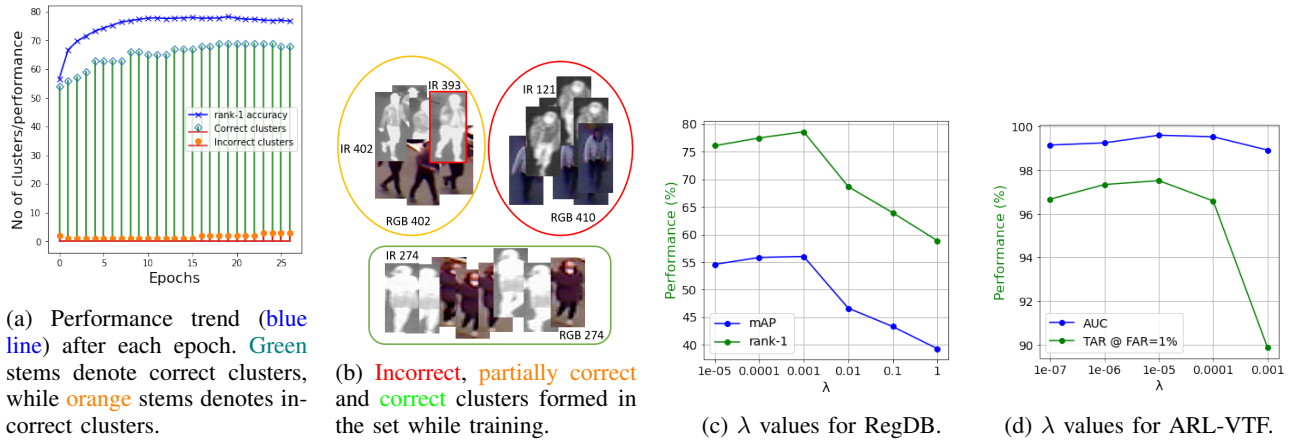 80
70
60
50
40
30
20
10
0
No of clusters/performance
rank-1 accuracy
Correct clusters
Incorrect clusters
0 5 10 15 20 25
Epochs
(a) Performance trend (blue
line) after each epoch. Green
stems denote correct clusters,
while orange stems denotes in-
correct clusters.
IR 393
IR 402
RGB 402
IR 121
RGB 410
IR 274
RGB 274
(b) Incorrect, partially correct
and correct clusters formed in
the set while training.
80
75
70
65
60
55
50
45
40
Performance (%)
mAP
rank-1
1e-05 0.0001 0.001 0.01 0.1 1
λ
(c) λ values for RegDB.
100
98
96
94
92
90
Performance (%)
AUC
TAR @ FAR=1%
1e-07 1e-06 1e-05 0.0001 0.001
λ
(d) λ values for ARL-VTF.